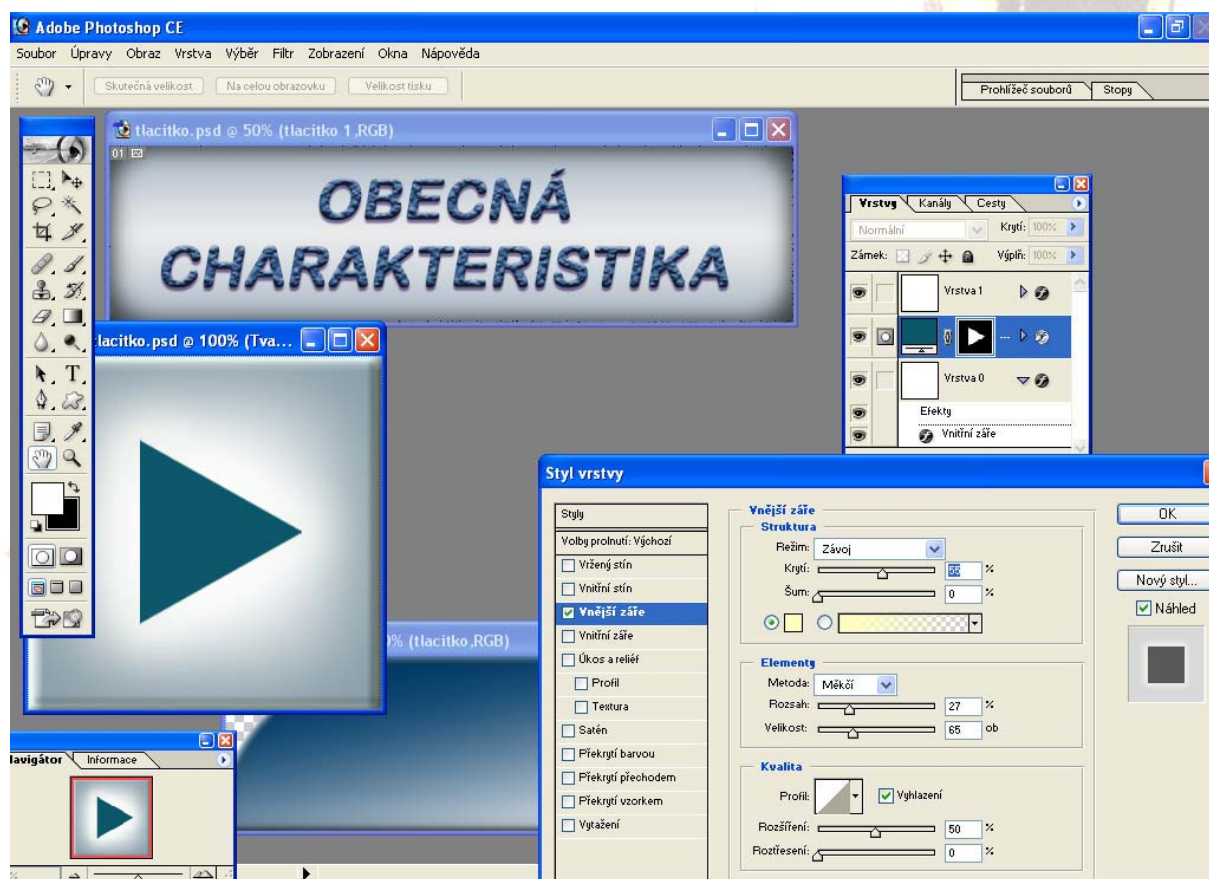 Adobe Photoshop CE
Soubor Úpravy Obraz Vrstva Výběr Filtr Zobrazení Okna Nápověda
Skutečná velikost Na celou obrazovku Velikost tisku
Prohlížeč souborů Stopy
tlacitko.psd @ 50% (tlacitko 1,RGB)
01
OBECNÁ
CHARAKTERISTIKA
Vrstvy Kanály Cesty
Normální Krytí: 100%
Zámek: Výplň: 100%
Vrstva 1
...
Vrstva 0
Efekty
Vnitřní záře
lacitko.psd @ 100% (Tva...
T
% (tlacitko,RGB)
avigátor Informace
%
Styl vrstvy
Styly
Volby prolnutí: Výchozí
Vržený stín
Vnitřní stín
Vnější záře
Vnitřní záře
Úkos a reliéf
Profil
Textura
Satén
Překrytí barvou
Překrytí přechodem
Překrytí vzorkem
Vytažení
Vnější záře
Struktura
Režim: Závoj
Krytí: 55 %
Šum: 0 %
Elementy
Metoda: Měkčí
Rozsah: 27 %
Velikost: 65 ob
Kvalita
Profil: Vyhlazení
Rozšíření: 50 %
Roztřesení: 0 %
OK
Zrušit
Nový styl...
Náhled